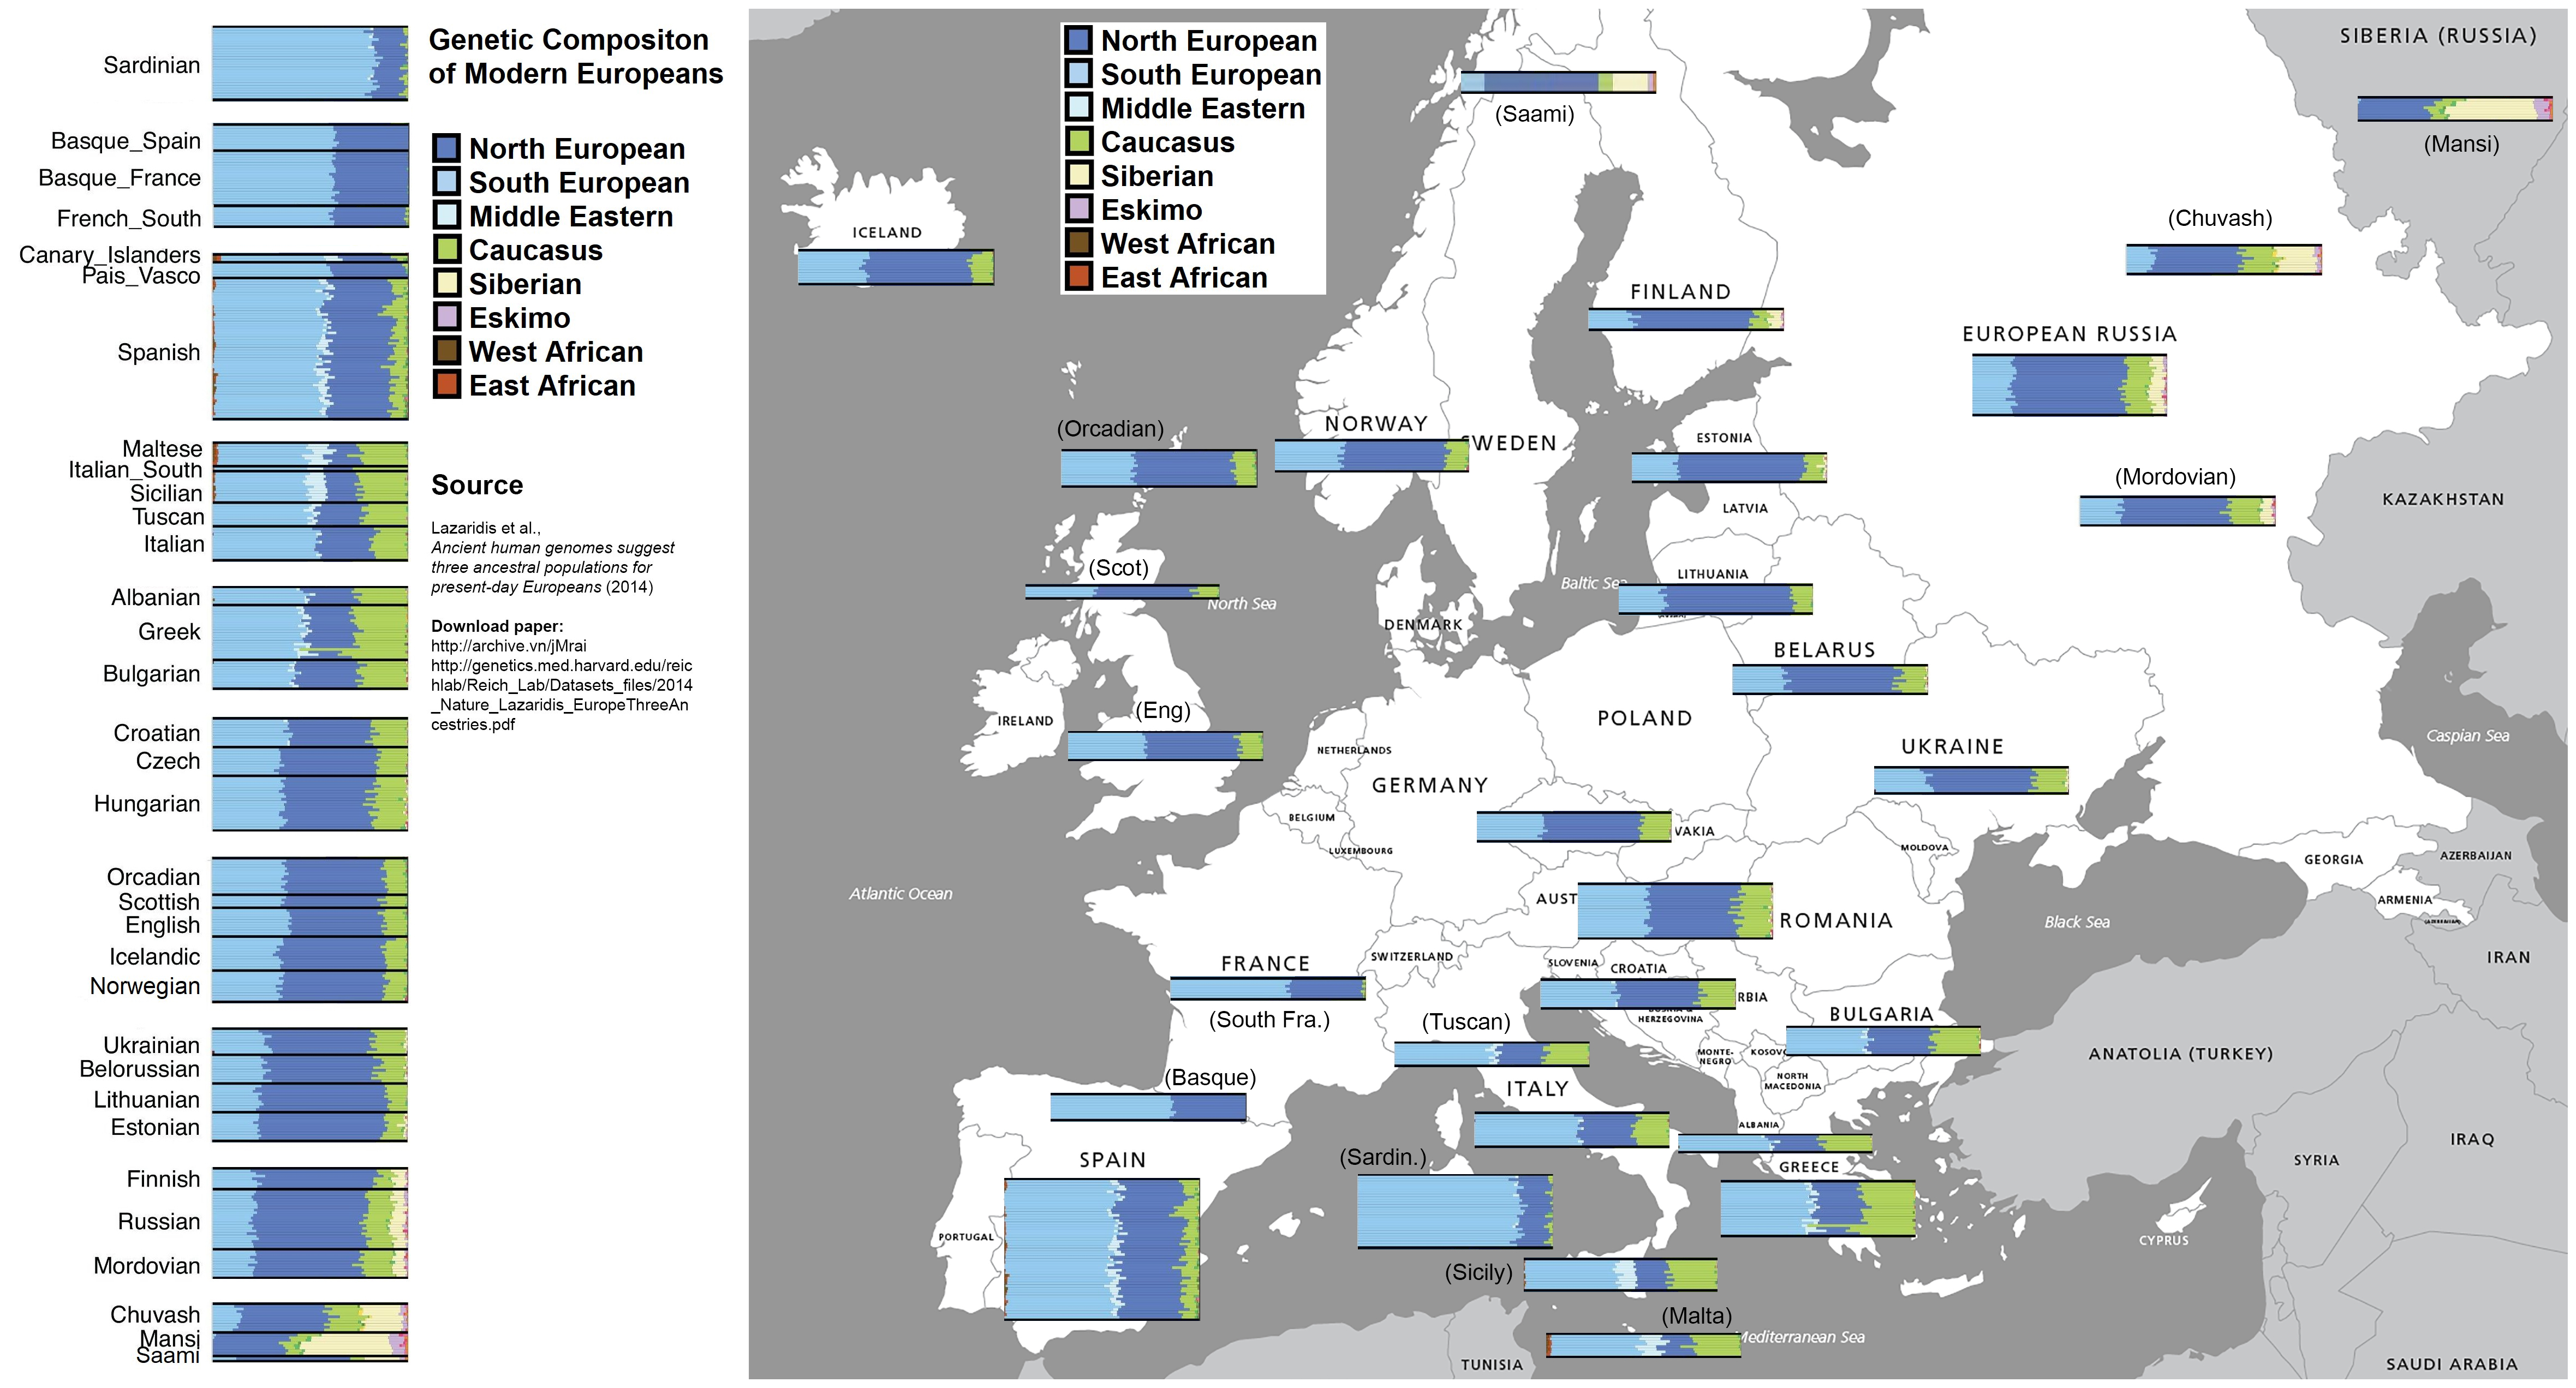 Genetic Compositon
of Modern Europeans
Sardinian
Basque_Spain
Basque_France
French_South
Canary_Islanders
Pais_Vasco
Spanish
Maltese
Italian_South
Sicilian
Tuscan
Italian
Albanian
Greek
Bulgarian
Croatian
Czech
Hungarian
Orcadian
Scottish
English
Icelandic
Norwegian
Ukrainian
Belorussian
Lithuanian
Estonian
Finnish
Russian
Mordovian
Chuvash
Mansi
Saami
North European
South European
Middle Eastern
Caucasus
Siberian
Eskimo
West African
East African
Source
Lazaridis et al.,
Ancient human genomes suggest
three ancestral populations for
present-day Europeans (2014)
Download paper:
http://archive.vn/jMrai
http://genetics.med.harvard.edu/reic
hlab/Reich_Lab/Datasets_files/2014
_Nature_Lazaridis_EuropeThreeAn
cestries.pdf
North European
South European
Middle Eastern
Caucasus
Siberian
Eskimo
West African
East African
SIBERIA (RUSSIA)
(Saami)
(Mansi)
(Chuvash)
ICELAND
FINLAND
EUROPEAN RUSSIA
(Orcadian)
NORWAY
SWEDEN
ESTONIA
(Mordovian)
KAZAKHSTAN
LATVIA
(Scot)
North Sea
Baltic Sea
LITHUANIA
DENMARK
BELARUS
IRELAND
(Eng)
POLAND
NETHERLANDS
UKRAINE
Caspian Sea
GERMANY
BELGIUM
VAKIA
LUXEMBOURG
MOLDOVA
GEORGIA
AZERBAIJAN
Atlantic Ocean
AUST
ARMENIA
ROMANIA
Black Sea
FRANCE
SWITZERLAND
SLOVENIA
CROATIA
IRAN
RBIA
(South Fra.)
(Tuscan)
HERZEGOVINA
BULGARIA
MONTE-
NEGRO
KOSOVO
ANATOLIA (TURKEY)
(Basque)
NORTH
MACEDONIA
ITALY
ALBANIA
SPAIN
(Sardin.)
GREECE
SYRIA
IRAQ
PORTUGAL
CYPRUS
(Sicily)
(Malta)
Mediterranean Sea
TUNISIA
SAUDI ARABIA